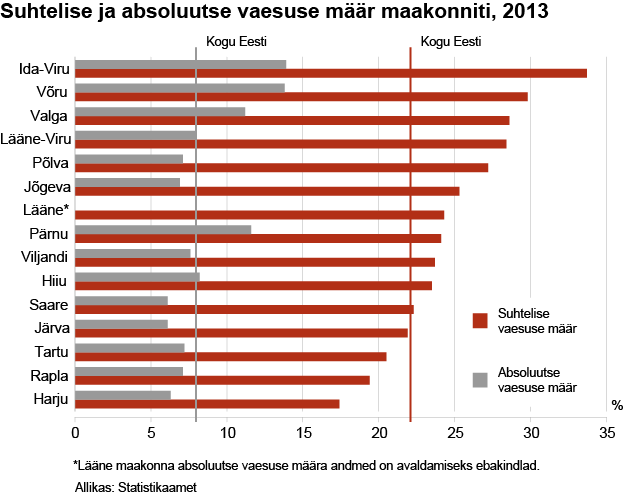 Suhtelise ja absoluutse vaesuse määr maakonniti, 2013
Kogu Eesti
Kogu Eesti
Ida-Viru
Võru
Valga
Lääne-Viru
Põlva
Jõgeva
Lääne*
Pärnu
Viljandi
Hiiu
Saare
Järva
Tartu
Rapla
Harju
Suhtelise
vaesuse määr
Absoluutse
vaesuse määr
%
0 5 10 15 20 25 30 35
*Lääne maakonna absoluutse vaesuse määra andmed on avaldamiseks ebakindlad.
Allikas: Statistikaamet